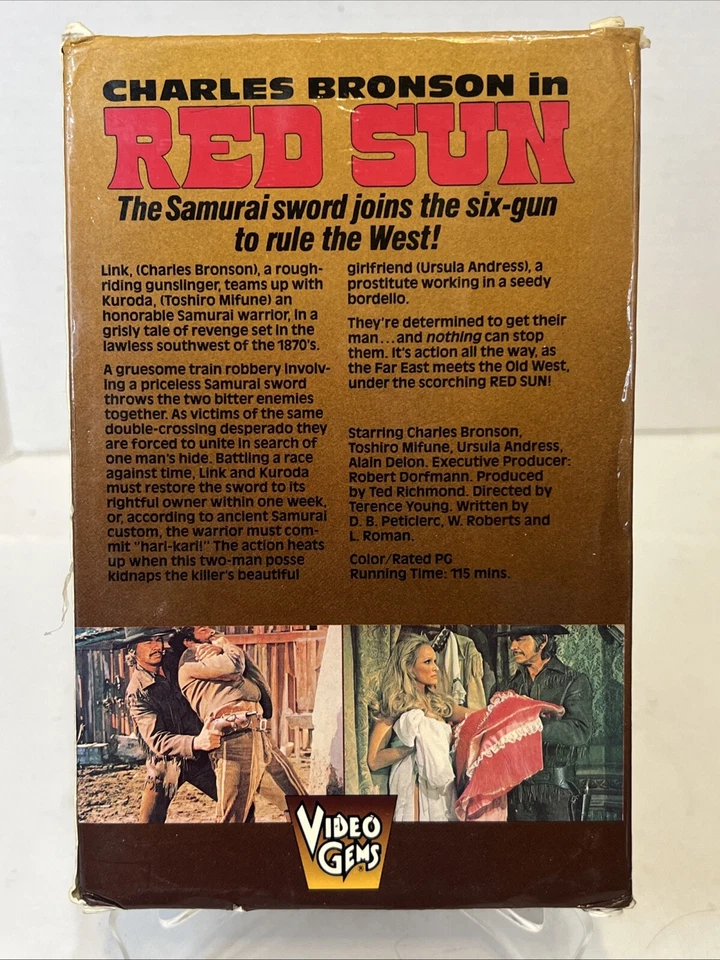 CHARLES BRONSON in
RED SUN
The Samurai sword joins the six-gun
to rule the West!
Link, (Charles Bronson), a rough-
riding gunslinger, teams up with
Kuroda, (Toshiro Mifune) an
honorable Samurai warrior, in a
grisly tale of revenge set in the
lawless southwest of the 1870's.
A gruesome train robbery involv-
ing a priceless Samurai sword
throws the two bitter enemies
together. As victims of the same
double-crossing desperado they
are forced to unite in search of
one man's hide. Battling a race
against time, Link and Kuroda
must restore the sword to its
rightful owner within one week,
or, according to ancient Samurai
custom, the warrior must com-
mit "hari-kari!" The action heats
up when this two-man posse
kidnaps the killer's beautiful
girlfriend (Ursula Andress), a
prostitute working in a seedy
bordello.
They're determined to get their
man...and nothing can stop
them. It's action all the way, as
the Far East meets the Old West,
under the scorching RED SUN!
Starring Charles Bronson,
Toshiro Mifune, Ursula Andress,
Alain Delon. Executive Producer:
Robert Dorfmann. Produced
by Ted Richmond. Directed by
Terence Young. Written by
D. B. Peticlerc, W. Roberts and
L. Roman.
Color/Rated PG
Running Time: 115 mins.
VIDEO
GEMS®